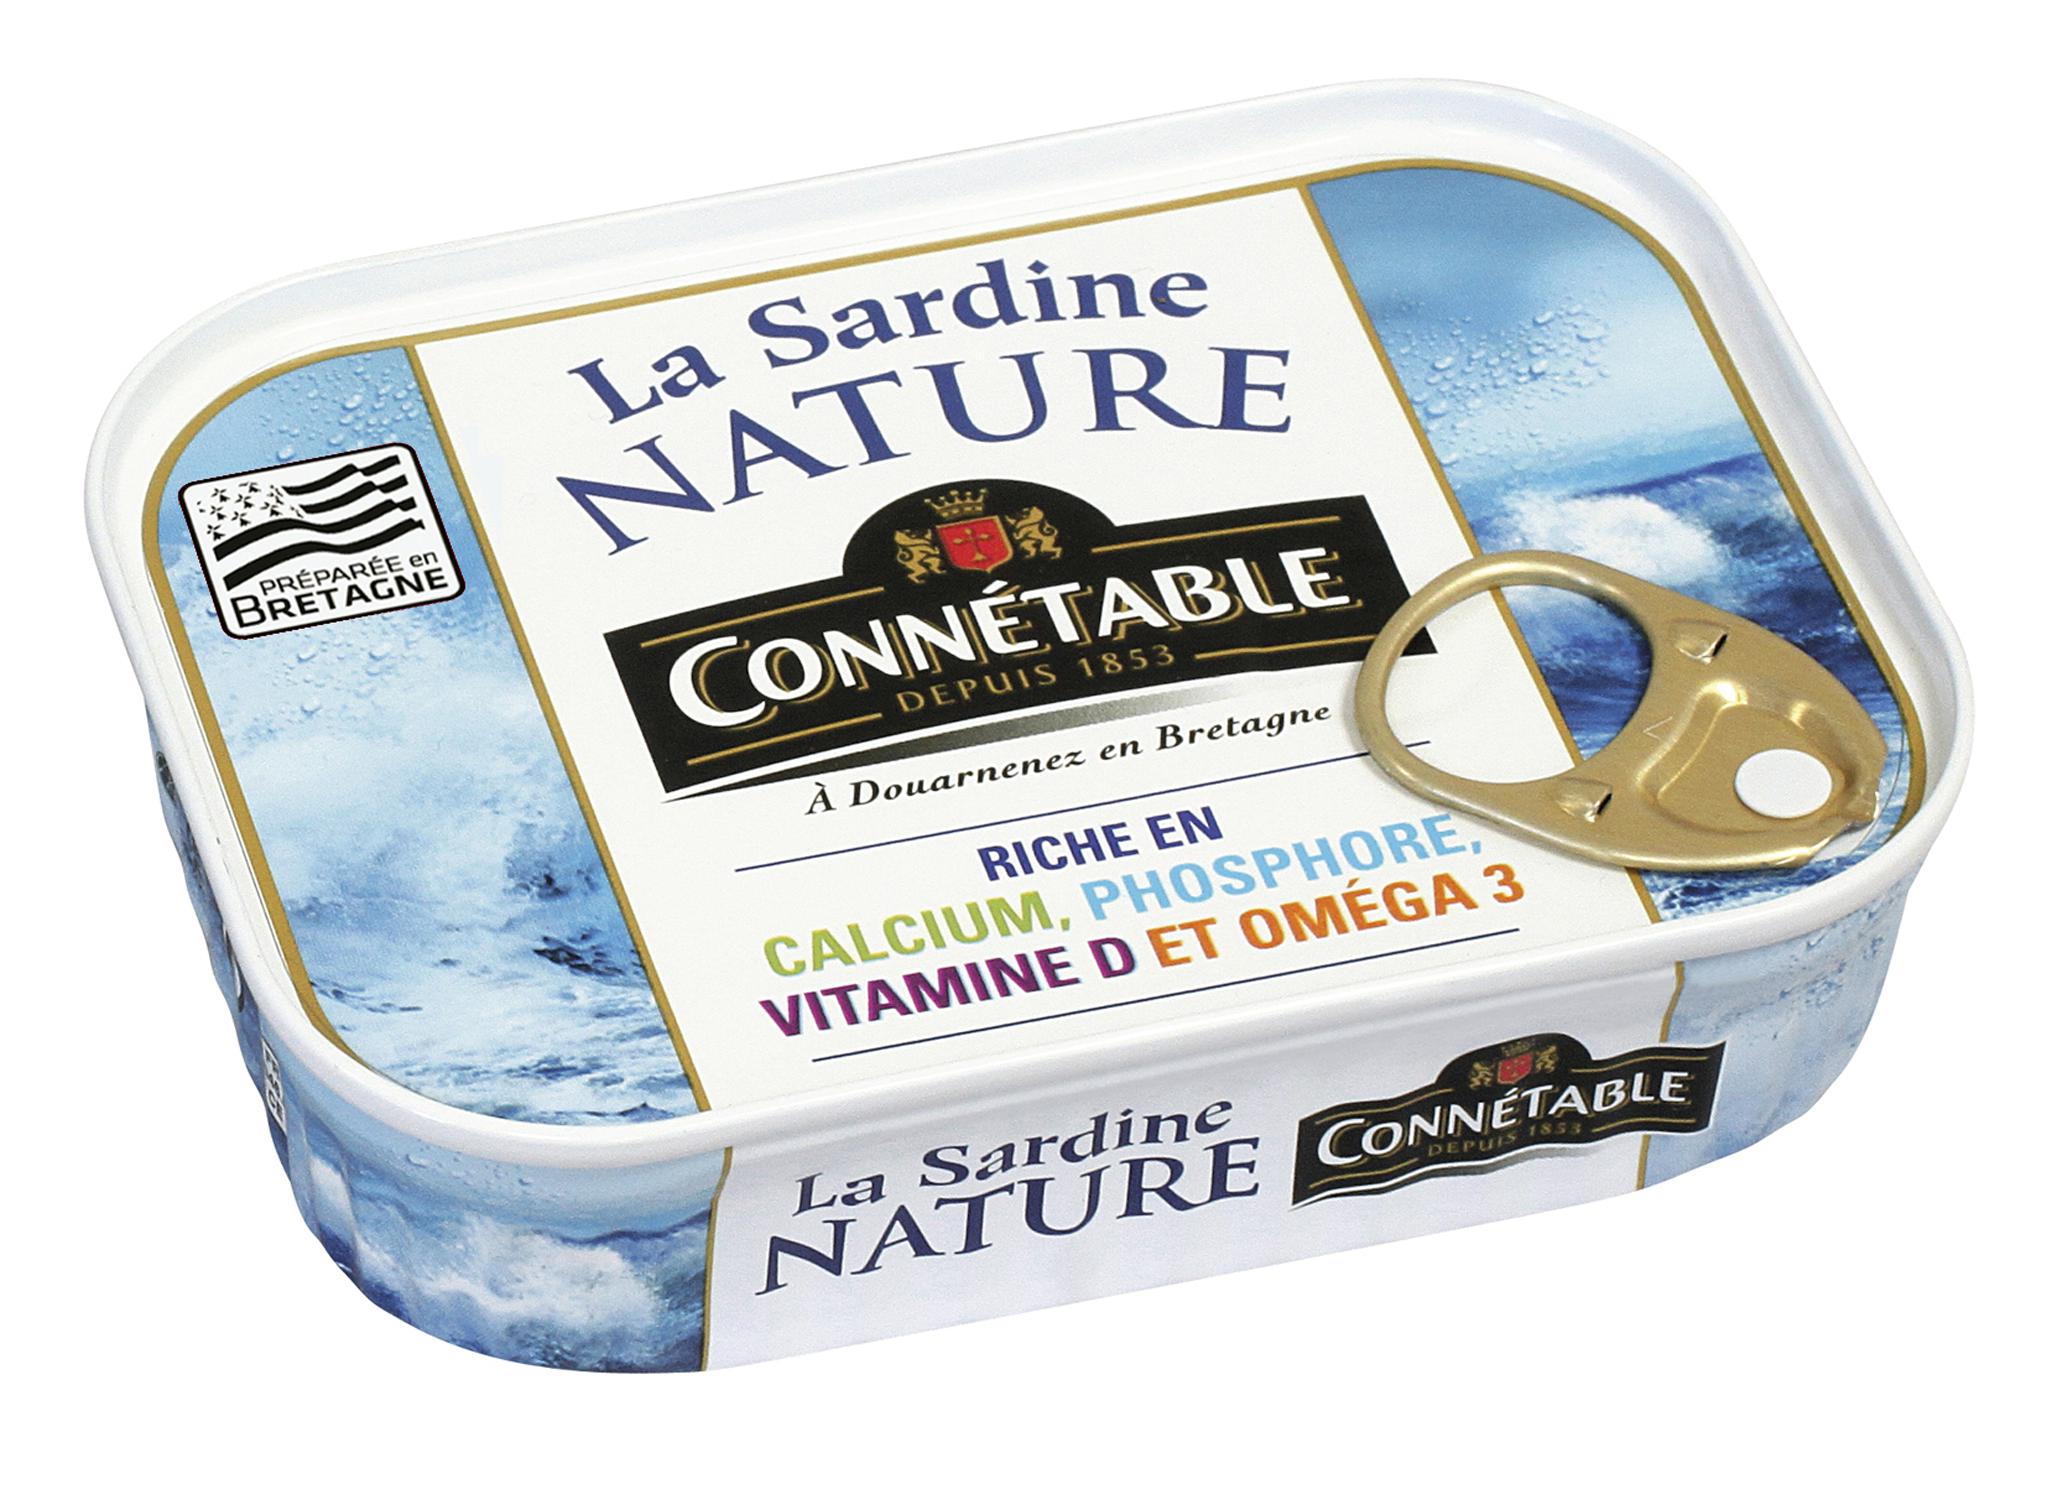 La Sardine
NATURE
PRÉPARÉE en
BRETAGNE
CONNÉTABLE
DEPUIS 1853
À Douarnenez en Bretagne
RICHE EN
CALCIUM, PHOSPHORE,
VITAMINE D ET OMÉGA 3
La Sardine
NATURE
CONNÉTABLE
DEPUIS 1853